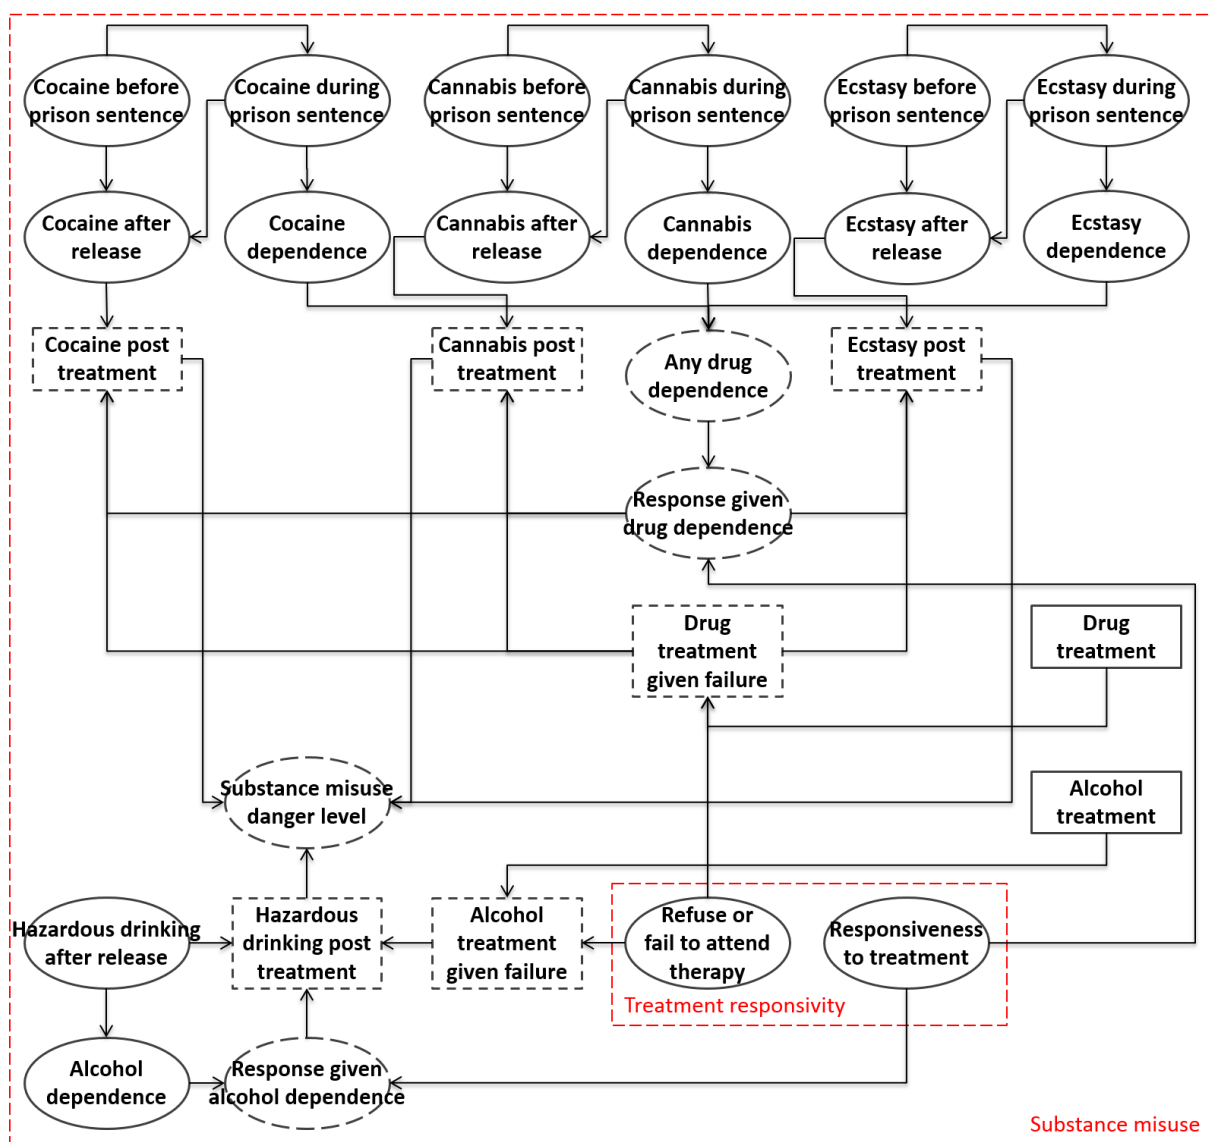 Cocaine before
prison sentence
Cocaine during
prison sentence
Cannabis before
prison sentence
Cannabis during
prison sentence
Ecstasy before
prison sentence
Ecstasy during
prison sentence
Cocaine after
release
Cocaine
dependence
Cannabis after
release
Cannabis
dependence
Ecstasy after
release
Ecstasy
dependence
Cocaine post
treatment
Cannabis post
treatment
Any drug
dependence
Ecstasy post
treatment
Response given
drug dependence
Drug
treatment
given failure
Drug
treatment
Substance misuse
danger level
Alcohol
treatment
Hazardous drinking
after release
Hazardous
drinking post
treatment
Alcohol
treatment
given failure
Refuse or
fail to attend
therapy
Responsiveness
to treatment
Treatment responsivity
Alcohol
dependence
Response given
alcohol dependence
Substance misuse